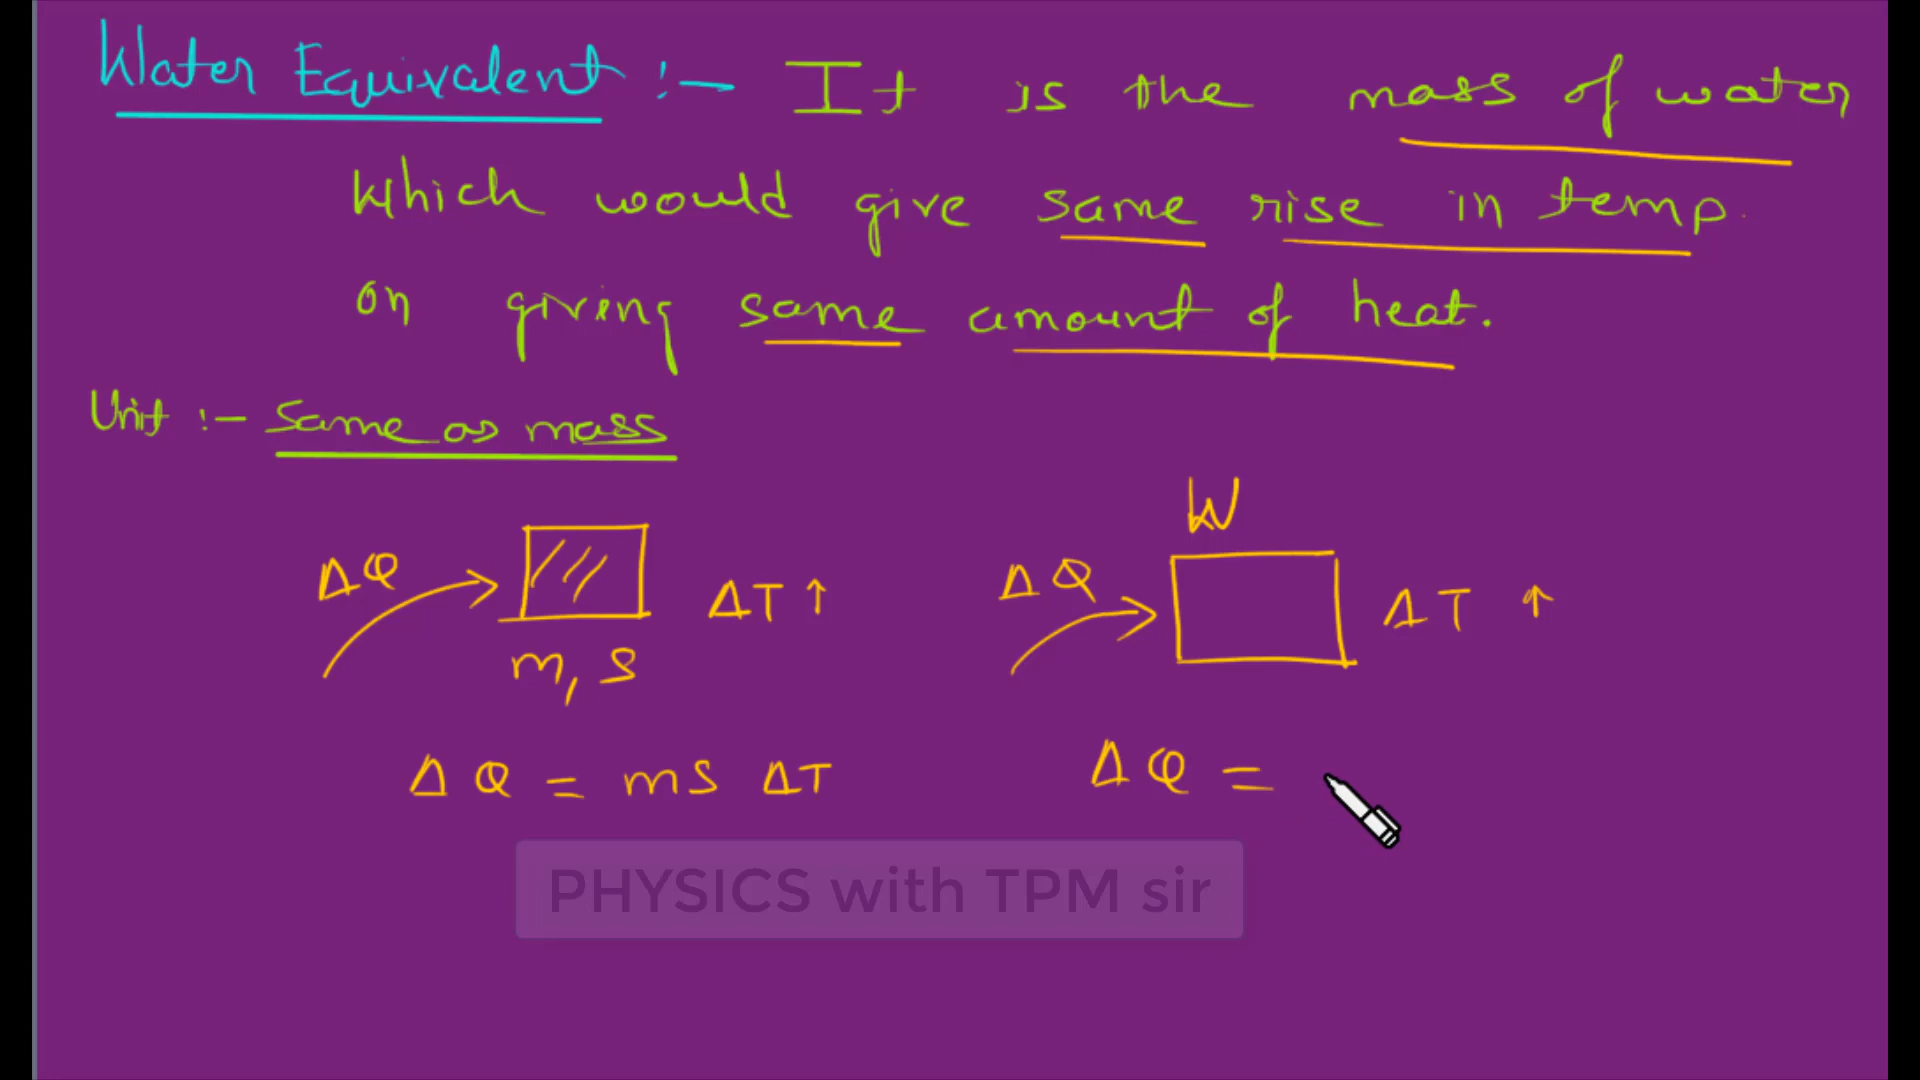 Water Equivalent :- It is the mass of water
which would give same rise in temp.
on giving same amount of heat.
Unit :- Same as mass
W
ΔQ ΔT ↑ ΔQ ΔT ↑
m, s
ΔQ = ms ΔT ΔQ =
PHYSICS with TPM sir